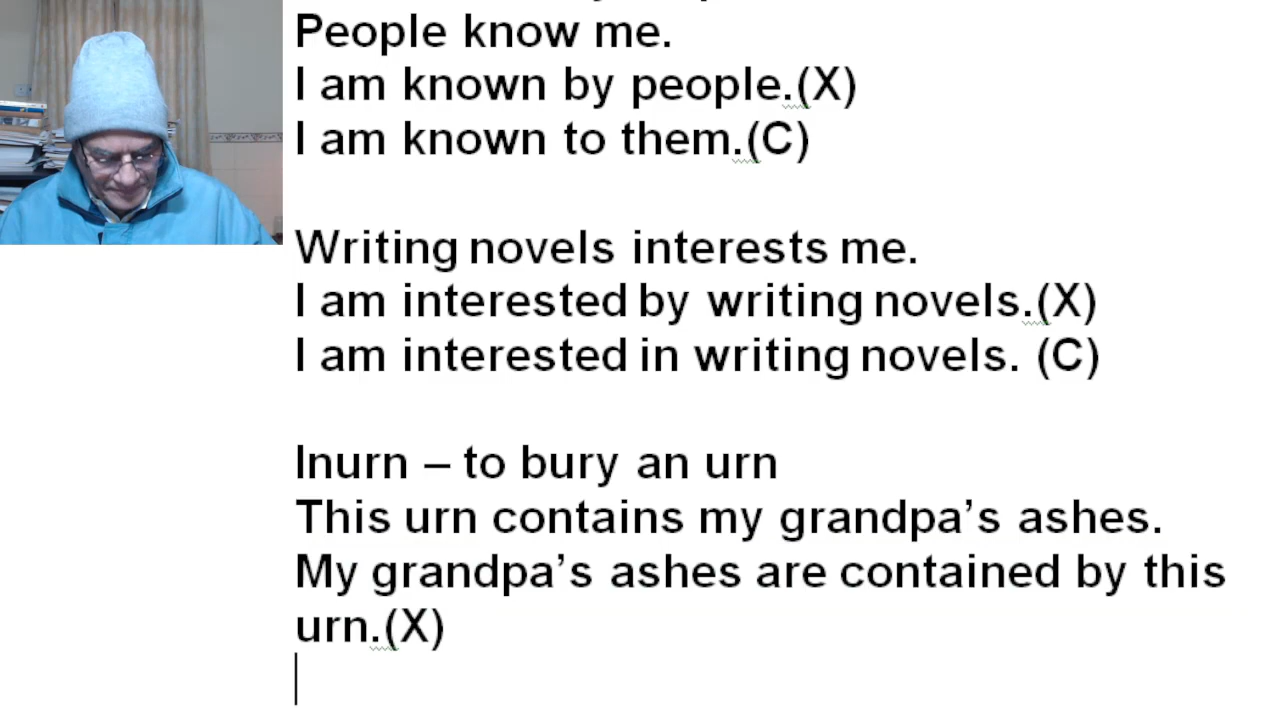 People know me.
I am known by people.(X)
I am known to them.(C)
Writing novels interests me.
I am interested by writing novels.(X)
I am interested in writing novels. (C)
Inurn – to bury an urn
This urn contains my grandpa’s ashes.
My grandpa’s ashes are contained by this
urn.(X)